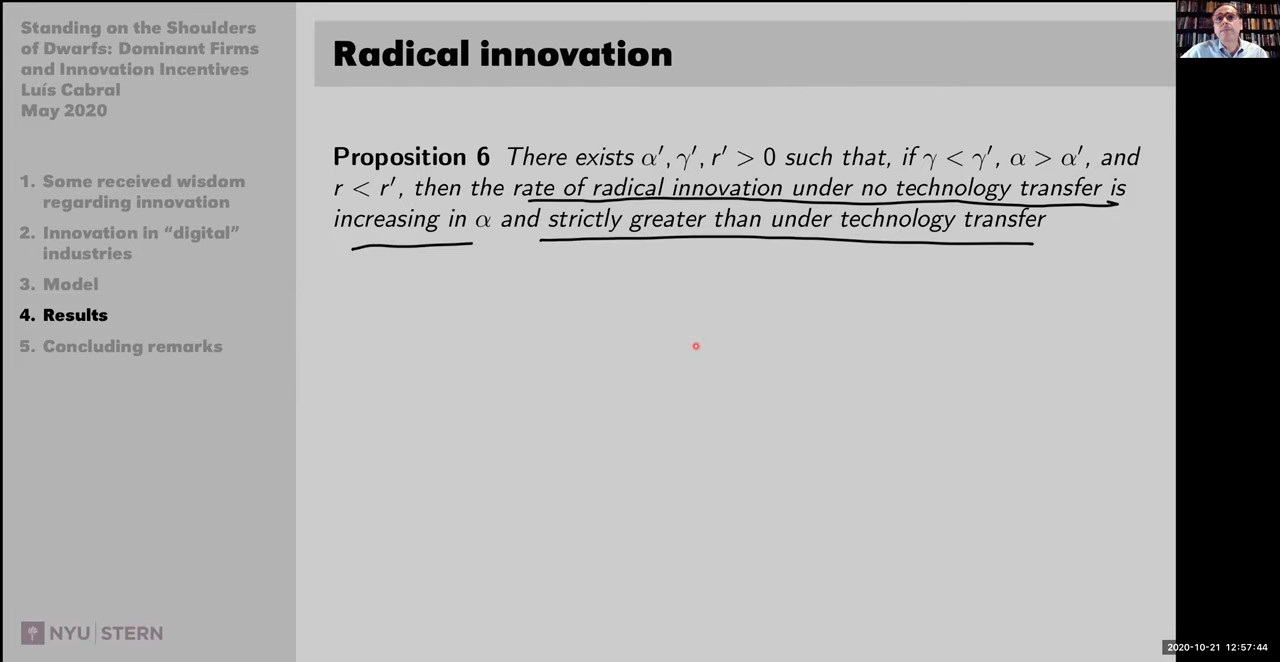 Standing on the Shoulders
of Dwarfs: Dominant Firms
and Innovation Incentives
Luís Cabral
May 2020
1. Some received wisdom
regarding innovation
2. Innovation in “digital”
industries
3. Model
4. Results
5. Concluding remarks
NYU STERN
Radical innovation
Proposition 6 There exists α′, γ′, r′ > 0 such that, if γ < γ′, α > α′, and
r < r′, then the rate of radical innovation under no technology transfer is
increasing in α and strictly greater than under technology transfer
2020-10-21 12:57:44